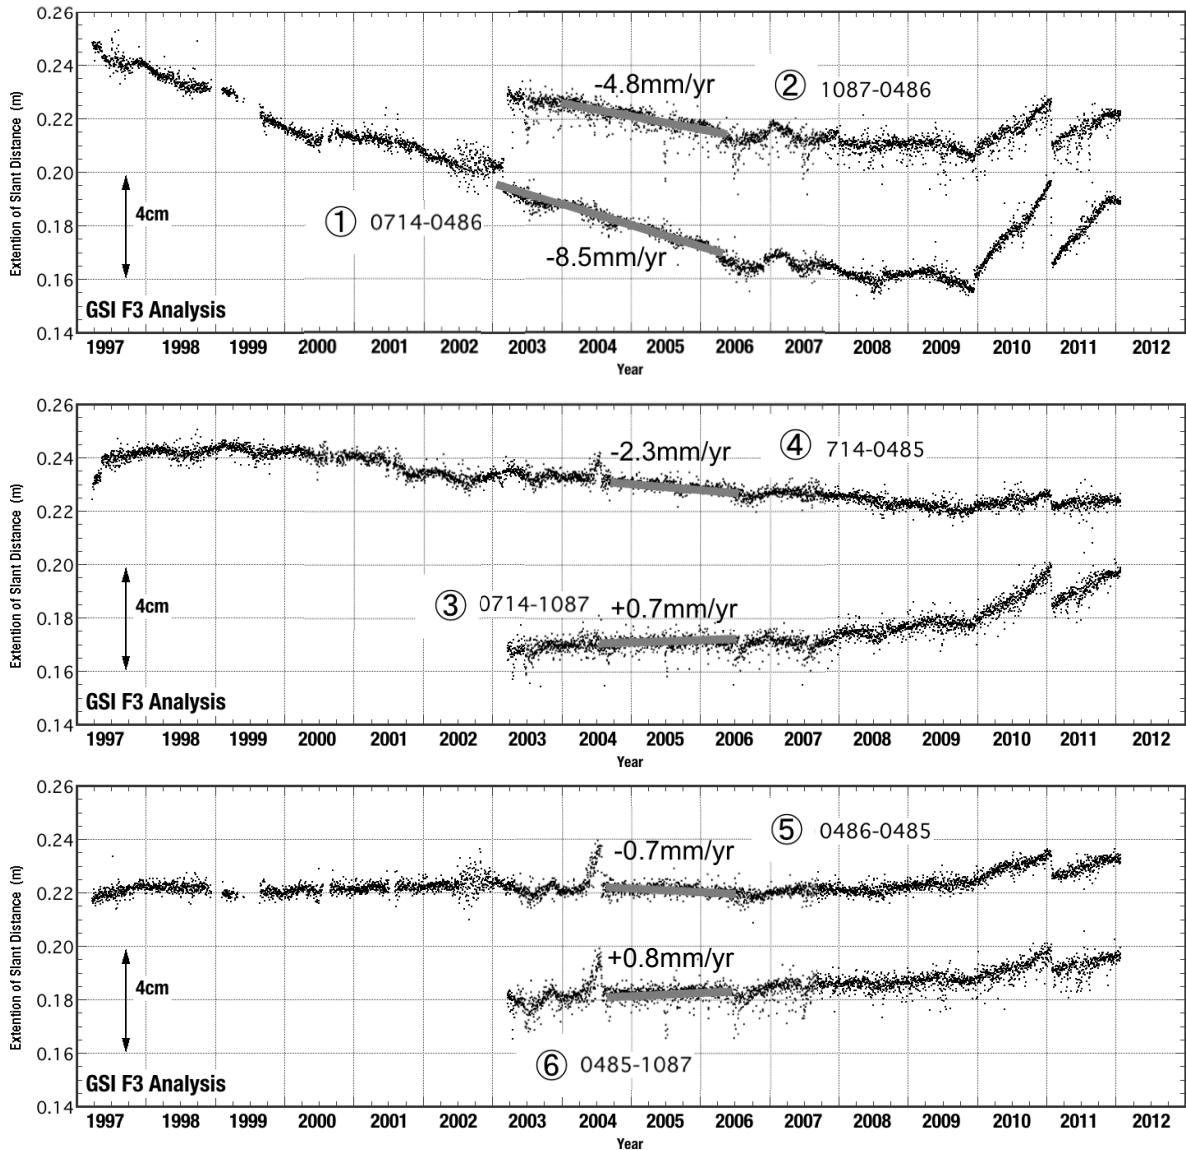 0.26
0.24
0.22
0.20
0.18
0.16
0.14
Extention of Slant Distance (m)
-4.8mm/yr
② 1087-0486
4cm
① 0714-0486
-8.5mm/yr
GSI F3 Analysis
1997 1998 1999 2000 2001 2002 2003 2004 2005 2006 2007 2008 2009 2010 2011 2012
Year
0.26
0.24
0.22
0.20
0.18
0.16
0.14
Extention of Slant Distance (m)
-2.3mm/yr
④ 714-0485
4cm
③ 0714-1087 +0.7mm/yr
GSI F3 Analysis
1997 1998 1999 2000 2001 2002 2003 2004 2005 2006 2007 2008 2009 2010 2011 2012
Year
0.26
0.24
0.22
0.20
0.18
0.16
0.14
Extention of Slant Distance (m)
-0.7mm/yr
⑤ 0486-0485
+0.8mm/yr
4cm
⑥ 0485-1087
GSI F3 Analysis
1997 1998 1999 2000 2001 2002 2003 2004 2005 2006 2007 2008 2009 2010 2011 2012
Year